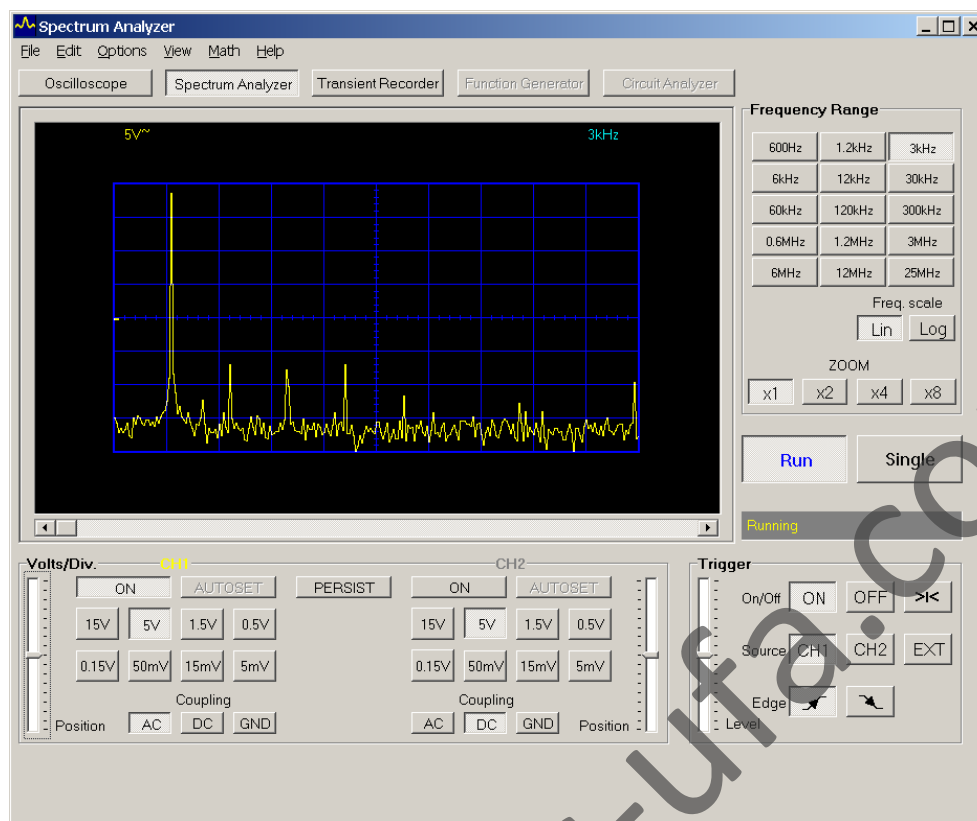 Spectrum Analyzer
File Edit Options View Math Help
Oscilloscope Spectrum Analyzer Transient Recorder Function Generator Circuit Analyzer
5V~ 3kHz
Frequency Range
600Hz 1.2kHz 3kHz
6kHz 12kHz 30kHz
60kHz 120kHz 300kHz
0.6MHz 1.2MHz 3MHz
6MHz 12MHz 25MHz
Freq. scale
Lin Log
ZOOM
x1 x2 x4 x8
Run Single
Running
Volts/Div. CH1 CH2
ON AUTOSET PERSIST ON AUTOSET
15V 5V 1.5V 0.5V 15V 5V 1.5V 0.5V
0.15V 50mV 15mV 5mV 0.15V 50mV 15mV 5mV
Coupling Coupling
Position AC DC GND AC DC GND Position
Trigger
On/Off ON OFF >I<
Source CH1 CH2 EXT
Edge
Level
-ufa.co